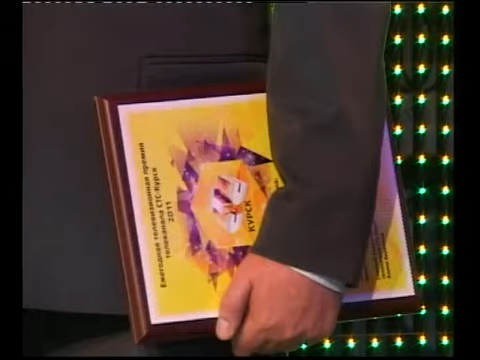 Ежегодная телевизионная премия
телеканала СТС-Курск
2011
КУРСК